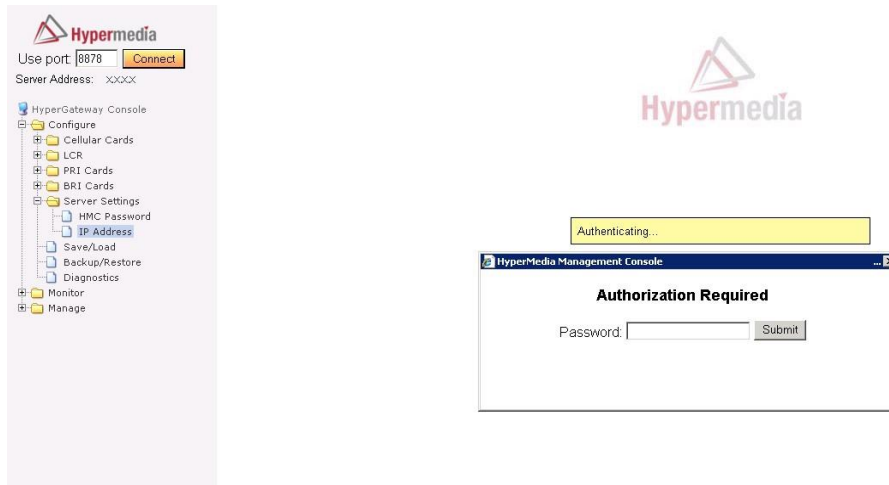 Hypermedia
Use port: 8878 Connect
Server Address: XXXX
HyperGateway Console
Configure
Cellular Cards
LCR
PRI Cards
BRI Cards
Server Settings
HMC Password
IP Address
Save/Load
Backup/Restore
Diagnostics
Monitor
Manage
Hypermedia
Authenticating...
HyperMedia Management Console ...
Authorization Required
Password: Submit